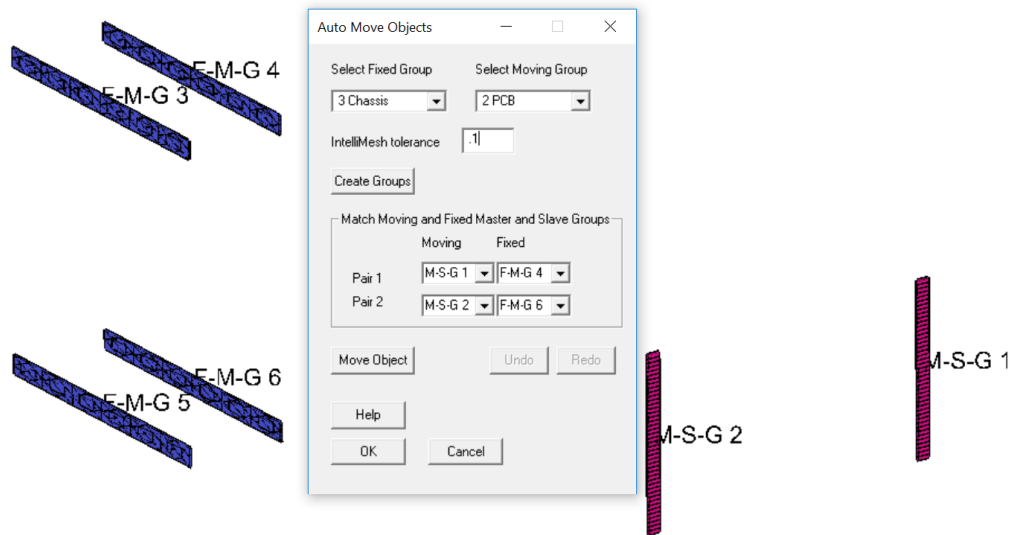 Auto Move Objects
F-M-G 4
F-M-G 3
Select Fixed Group Select Moving Group
3 Chassis 2 PCB
IntelliMesh tolerance .1
Create Groups
Match Moving and Fixed Master and Slave Groups
Moving Fixed
Pair 1 M-S-G 1 F-M-G 4
Pair 2 M-S-G 2 F-M-G 6
Move Object Undo Redo
Help
OK Cancel
F-M-G 6
F-M-G 5
M-S-G 1
M-S-G 2